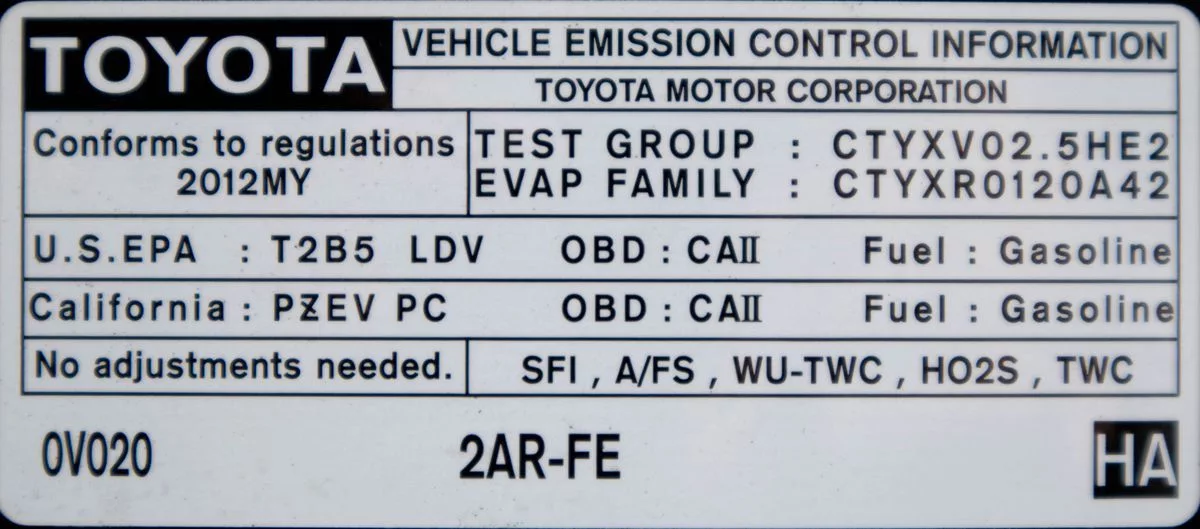 TOYOTA
VEHICLE EMISSION CONTROL INFORMATION
TOYOTA MOTOR CORPORATION
Conforms to regulations
2012MY
TEST GROUP : CTYXV02.5HE2
EVAP FAMILY : CTYXR0120A42
U.S.EPA : T2B5 LDV OBD : CAⅡ Fuel : Gasoline
California : PZEV PC OBD : CAⅡ Fuel : Gasoline
No adjustments needed.
SFI , A/FS , WU-TWC , HO2S , TWC
0V020 2AR-FE HA